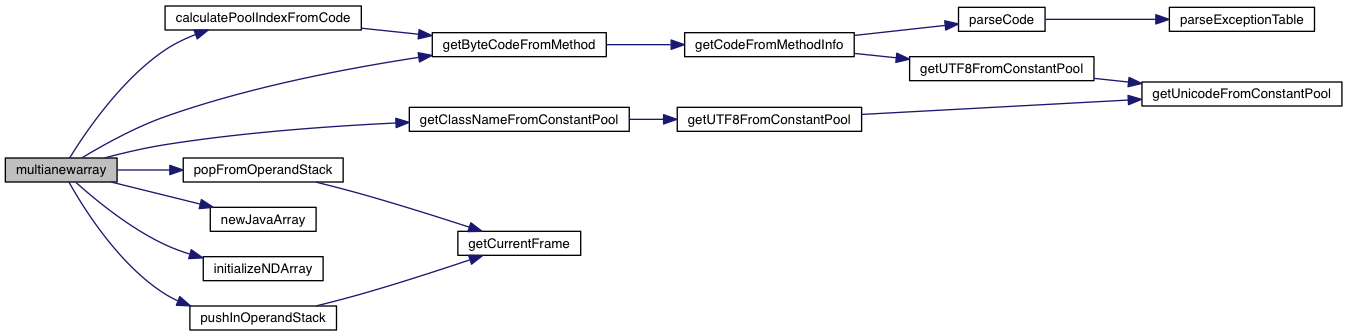 calculatePoolIndexFromCode
parseCode
parseExceptionTable
getByteCodeFromMethod
getCodeFromMethodInfo
getUTF8FromConstantPool
getUnicodeFromConstantPool
getClassNameFromConstantPool
getUTF8FromConstantPool
multianewarray
popFromOperandStack
newJavaArray
getCurrentFrame
initializeNDArray
pushInOperandStack